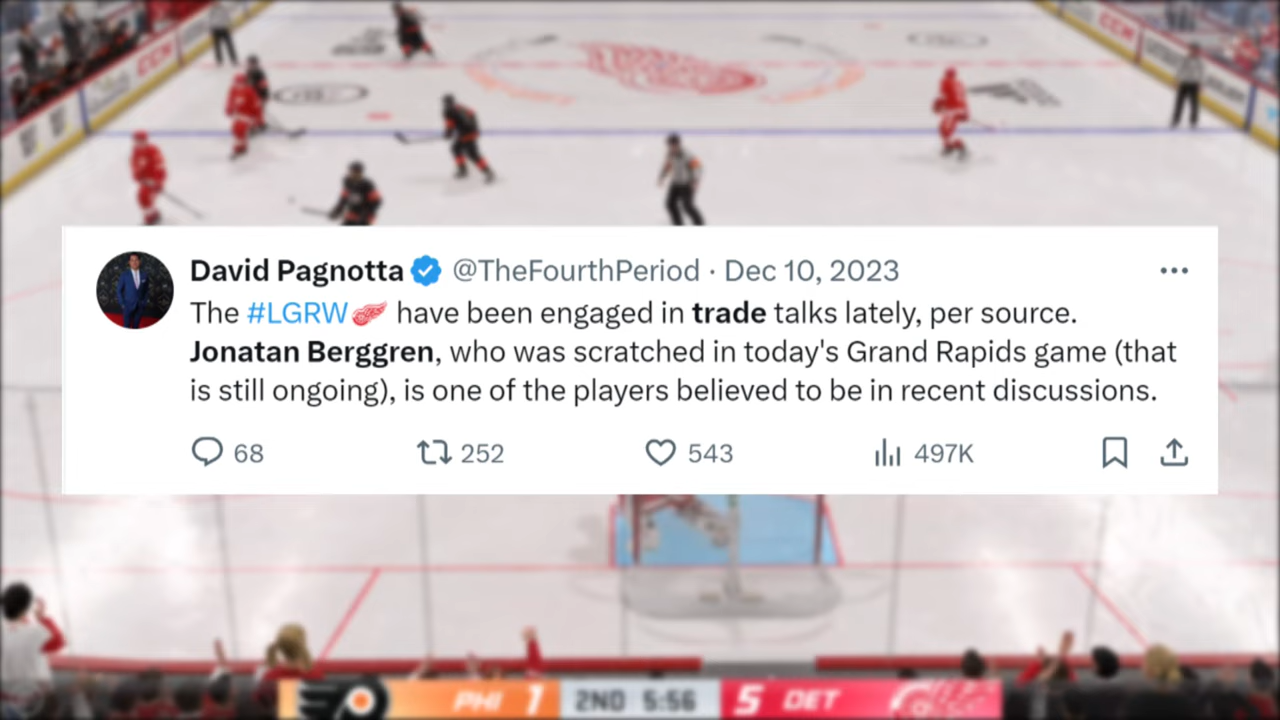 CCM
CCM
David Pagnotta @TheFourthPeriod · Dec 10, 2023
The #LGRW have been engaged in trade talks lately, per source.
Jonatan Berggren, who was scratched in today's Grand Rapids game (that
is still ongoing), is one of the players believed to be in recent discussions.
68 252 543 497K
PHI 1 2ND 5:56 5 DET